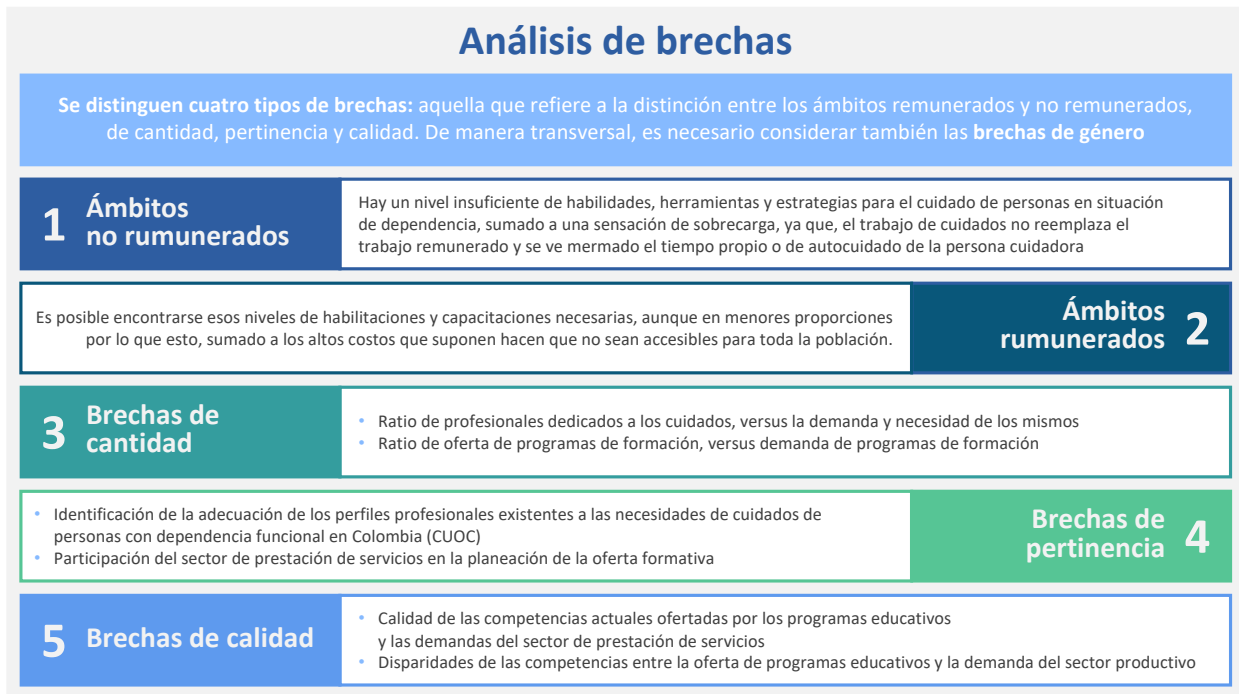 Análisis de brechas
Se distinguen cuatro tipos de brechas: aquella que refiere a la distinción entre los ámbitos remunerados y no remunerados,
de cantidad, pertinencia y calidad. De manera transversal, es necesario considerar también las brechas de género
1
Ámbitos
no rumunerados
Hay un nivel insuficiente de habilidades, herramientas y estrategias para el cuidado de personas en situación
de dependencia, sumado a una sensación de sobrecarga, ya que, el trabajo de cuidados no reemplaza el
trabajo remunerado y se ve mermado el tiempo propio o de autocuidado de la persona cuidadora
Es posible encontrarse esos niveles de habilitaciones y capacitaciones necesarias, aunque en menores proporciones
por lo que esto, sumado a los altos costos que suponen hacen que no sean accesibles para toda la población.
Ámbitos
rumunerados
2
3
Brechas de
cantidad
• Ratio de profesionales dedicados a los cuidados, versus la demanda y necesidad de los mismos
• Ratio de oferta de programas de formación, versus demanda de programas de formación
• Identificación de la adecuación de los perfiles profesionales existentes a las necesidades de cuidados de
personas con dependencia funcional en Colombia (CUOC)
• Participación del sector de prestación de servicios en la planeación de la oferta formativa
Brechas de
pertinencia
4
5
Brechas de calidad
• Calidad de las competencias actuales ofertadas por los programas educativos
y las demandas del sector de prestación de servicios
• Disparidades de las competencias entre la oferta de programas educativos y la demanda del sector productivo